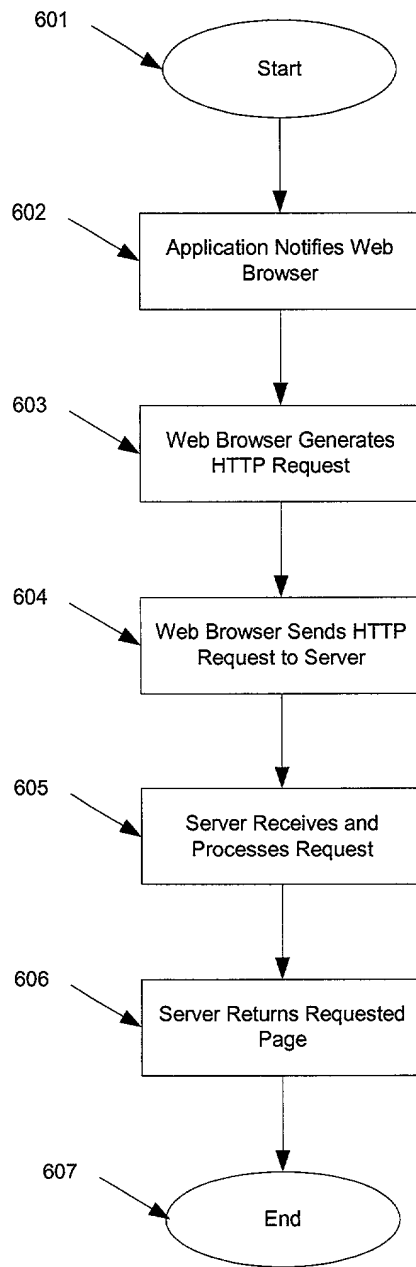 601
Start
602
Application Notifies Web
Browser
603
Web Browser Generates
HTTP Request
604
Web Browser Sends HTTP
Request to Server
605
Server Receives and
Processes Request
606
Server Returns Requested
Page
607
End